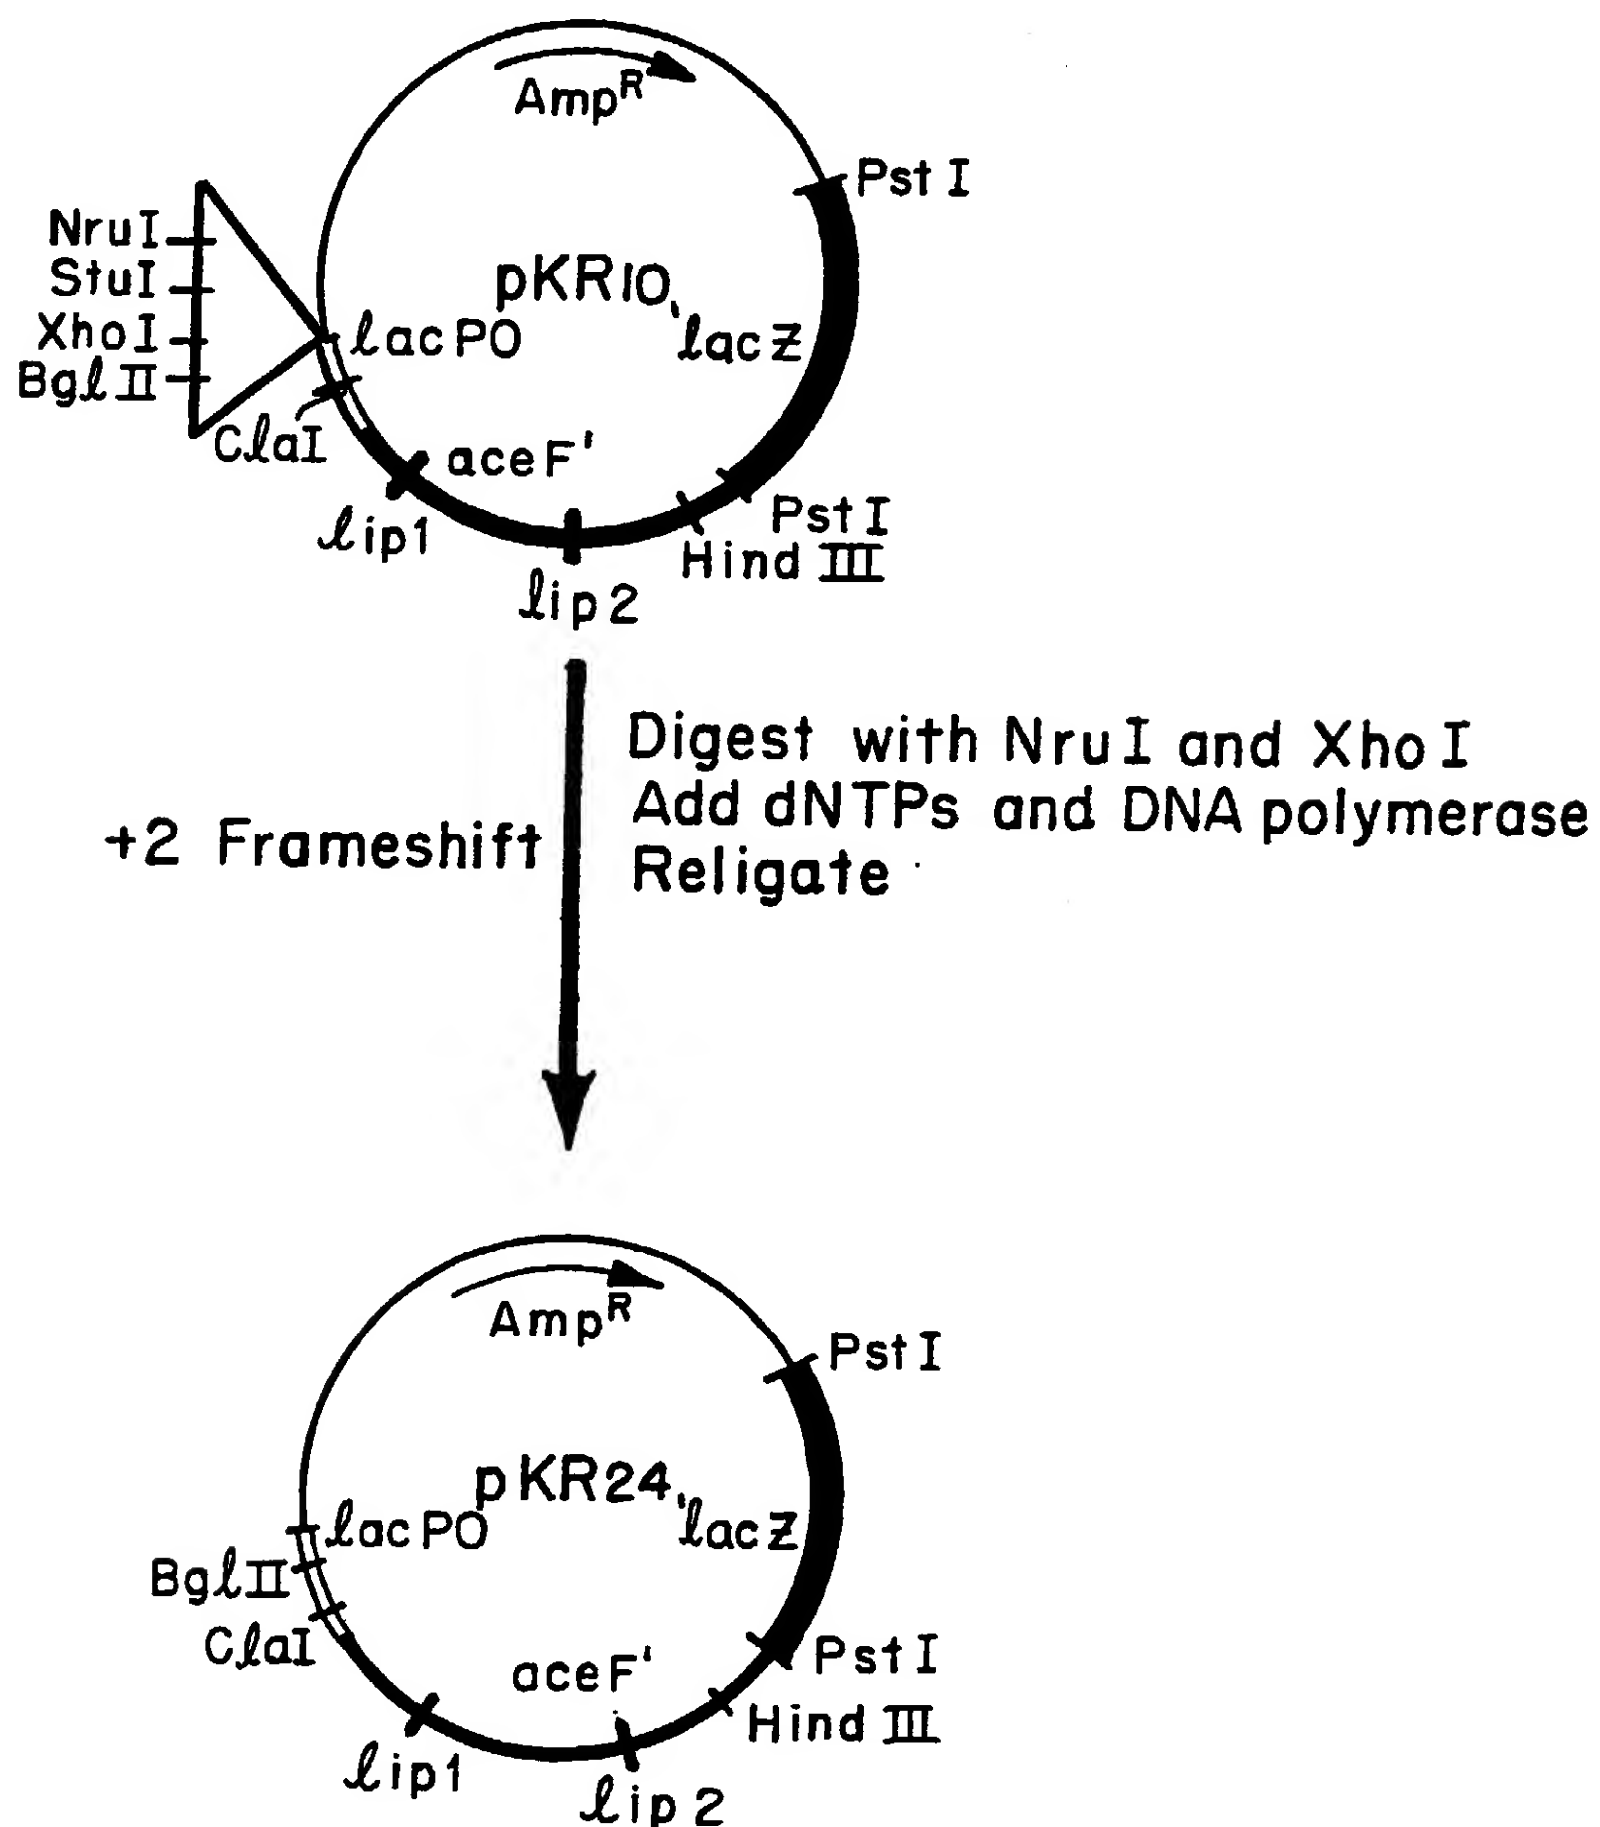 Amp^R
Pst I
NruI
StuI
XhoI
BglII
pKR10
lacPO
'lacZ
ClaI
aceF'
lip1
Pst I
Hind III
lip2
Digest with NruI and XhoI
Add dNTPs and DNA polymerase
+2 Frameshift
Religate
Amp^R
Pst I
pKR24
lacPO
'lacZ
BglII
ClaI
aceF'
Pst I
Hind III
lip1
lip2